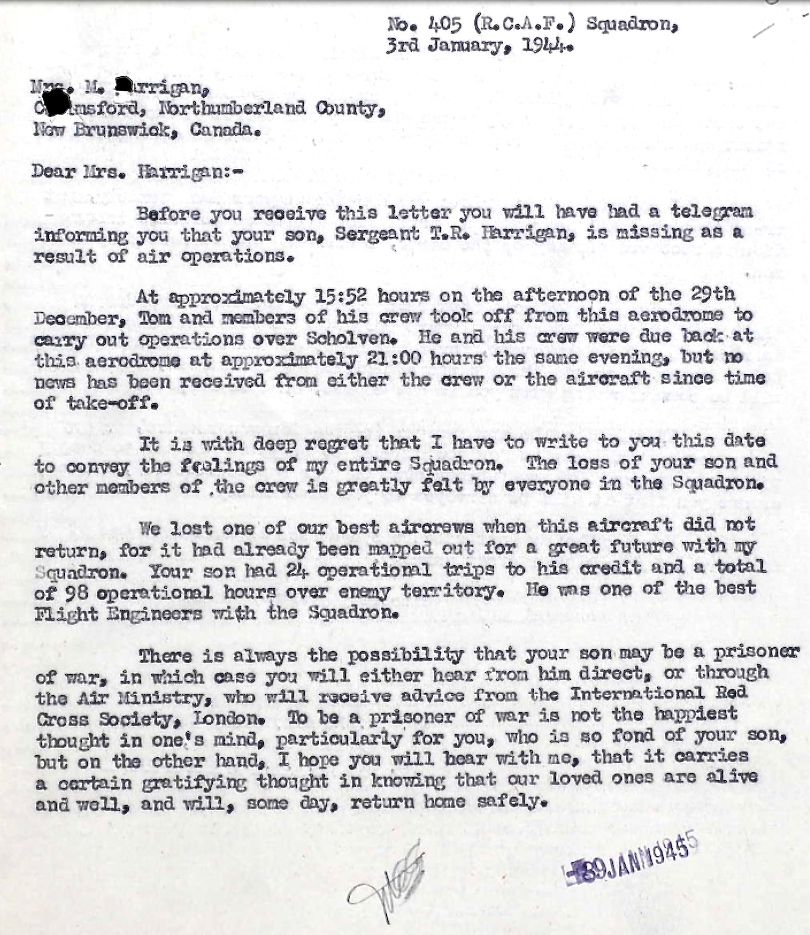 No. 405 (R.C.A.F.) Squadron,
3rd January, 1944.
Mrs. M. rrigan,
C msford, Northumberland County,
New Brunswick, Canada.
Dear Mrs. Harrigan:-
Before you receive this letter you will have had a telegram
informing you that your son, Sergeant T.R. Harrigan, is missing as a
result of air operations.
At approximately 15:52 hours on the afternoon of the 29th
December, Tom and members of his crew took off from this aerodrome to
carry out operations over Scholven. He and his crew were due back at
this aerodrome at approximately 21:00 hours the same evening, but no
news has been received from either the crew or the aircraft since time
of take-off.
It is with deep regret that I have to write to you this date
to convey the feelings of my entire Squadron. The loss of your son and
other members of the crew is greatly felt by everyone in the Squadron.
We lost one of our best aircrews when this aircraft did not
return, for it had already been mapped out for a great future with my
Squadron. Your son had 24 operational trips to his credit and a total
of 98 operational hours over enemy territory. He was one of the best
Flight Engineers with the Squadron.
There is always the possibility that your son may be a prisoner
of war, in which case you will either hear from him direct, or through
the Air Ministry, who will receive advice from the International Red
Cross Society, London. To be a prisoner of war is not the happiest
thought in one's mind, particularly for you, who is so fond of your son,
but on the other hand, I hope you will bear with me, that it carries
a certain gratifying thought in knowing that our loved ones are alive
and well, and will, some day, return home safely.
JAN 1945